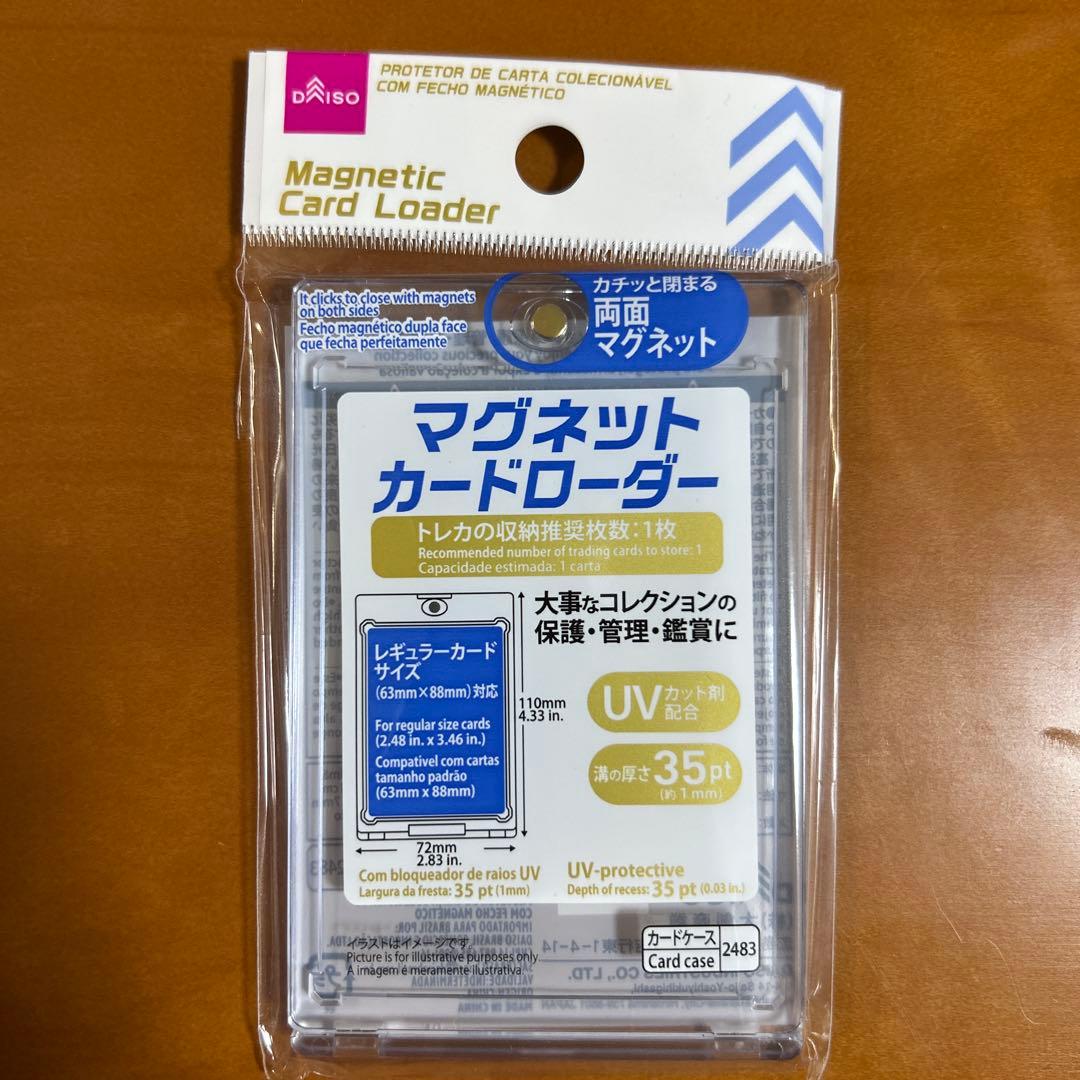 DAISO
PROTETOR DE CARTA COLECIONÁVEL
COM FECHO MAGNÉTICO
Magnetic
Card Loader
It clicks to close with magnets
on both sides
Fecho magnético dupla face
que fecha perfeitamente
カチッと閉まる
両面
マグネット
マグネット
カードローダー
トレカの収納推奨枚数:1枚
Recommended number of trading cards to store: 1
Capacidade estimada: 1 carta
大事なコレクションの
保護・管理・鑑賞に
レギュラーカード
サイズ
(63mm×88mm)対応
For regular size cards
(2.48 in. x 3.46 in.)
Compatível com cartas
tamanho padrão
(63mm x 88mm)
110mm
4.33 in.
72mm
2.83 in.
UVカット剤
配合
溝の厚さ35pt
(約1mm)
Com bloqueador de raios UV
Largura da fresta: 35 pt (1mm)
UV-protective
Depth of recess: 35 pt (0.03 in.)
イラストはイメージです。
Picture is for illustrative purposes only.
A imagem é meramente ilustrativa.
カードケース
Card case
2483